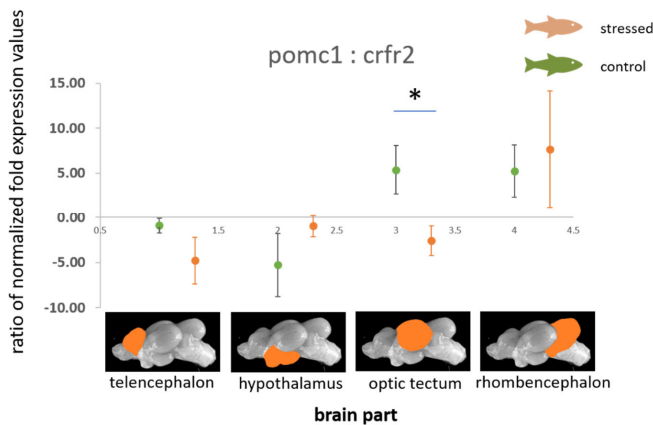 stressed
pomc1 : crfr2
control
ratio of normalized fold expression values
15.00
10.00
*
5.00
0.00
0.5 1 1.5 2 2.5 3 3.5 4 4.5
-5.00
-10.00
telencephalon hypothalamus optic tectum rhombencephalon
brain part